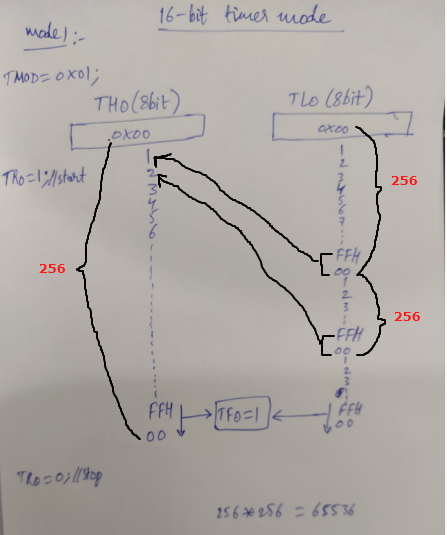 16-bit timer mode
mode1:-
TMOD=0X01;
TH0(8bit) TL0(8bit)
0X00 0X00
TR0=1;//start
1
2
3
4
5
6
FFH
00
1
2
3
4
5
6
7
FFH
00
1
2
3
FFH
00
1
2
3
FFH
00
256
256
256
TF0=1
TR0=0;//stop
256*256 = 65536